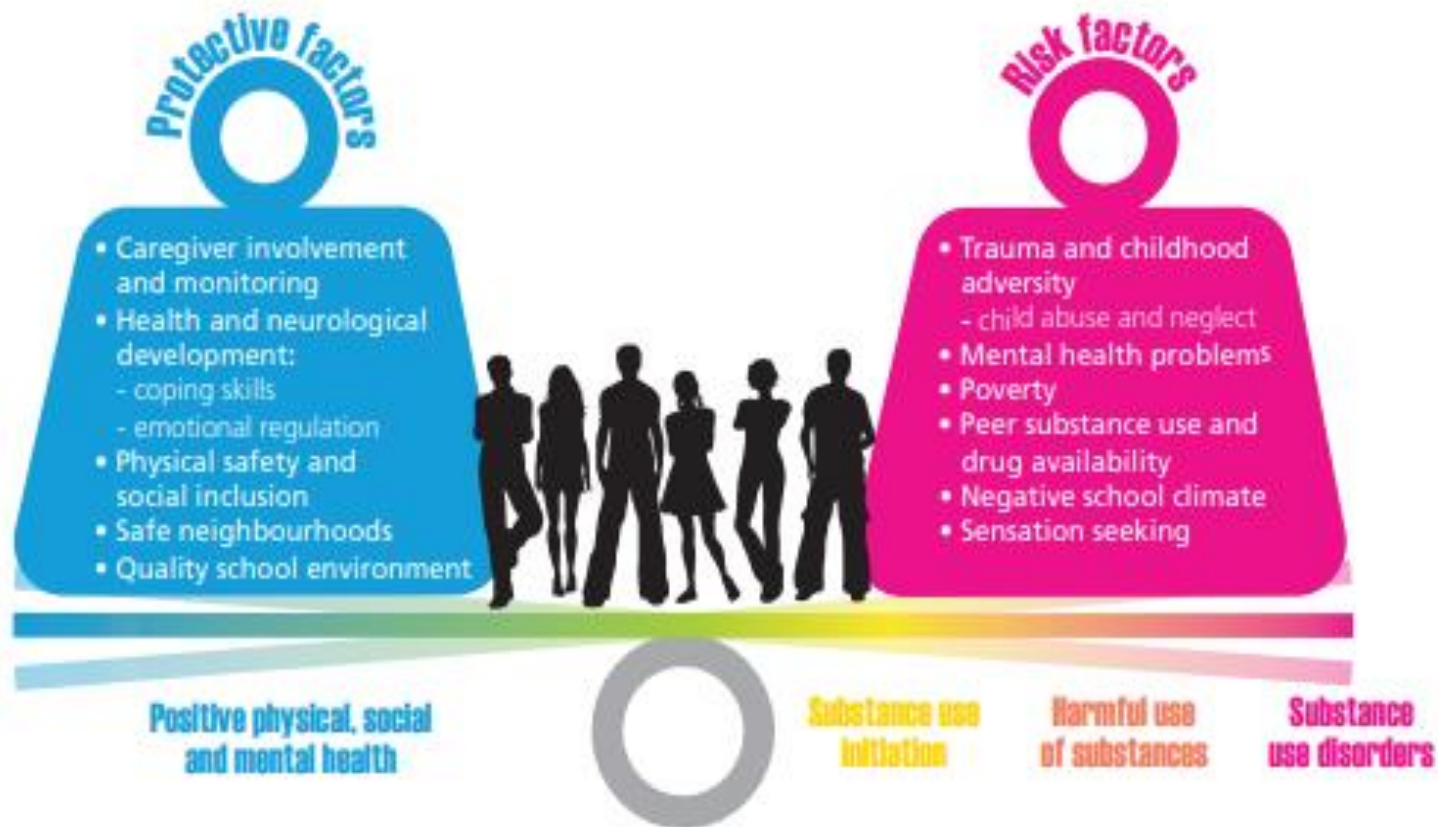 Protective factors
• Caregiver involvement
and monitoring
• Health and neurological
development:
- coping skills
- emotional regulation
• Physical safety and
social inclusion
• Safe neighbourhoods
• Quality school environment
Risk factors
• Trauma and childhood
adversity
- child abuse and neglect
• Mental health problems
• Poverty
• Peer substance use and
drug availability
• Negative school climate
• Sensation seeking
Positive physical, social
and mental health
Substance use
initiation
Harmful use
of substances
Substance
use disorders